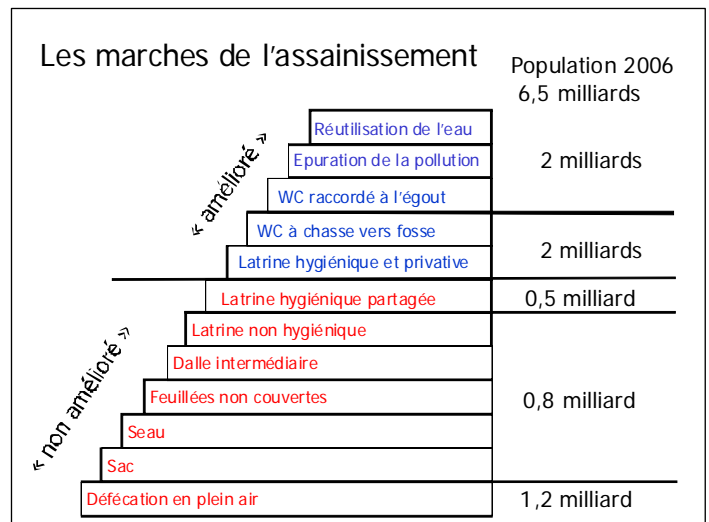 Les marches de l'assainissement
Population 2006
6,5 milliards
« amélioré »
Réutilisation de l'eau
Epuration de la pollution
WC raccordé à l'égout
2 milliards
WC à chasse vers fosse
Latrine hygiénique et privative
2 milliards
« non amélioré »
Latrine hygiénique partagée
0,5 milliard
Latrine non hygiénique
Dalle intermédiaire
Feuillées non couvertes
Seau
Sac
0,8 milliard
Défécation en plein air
1,2 milliard